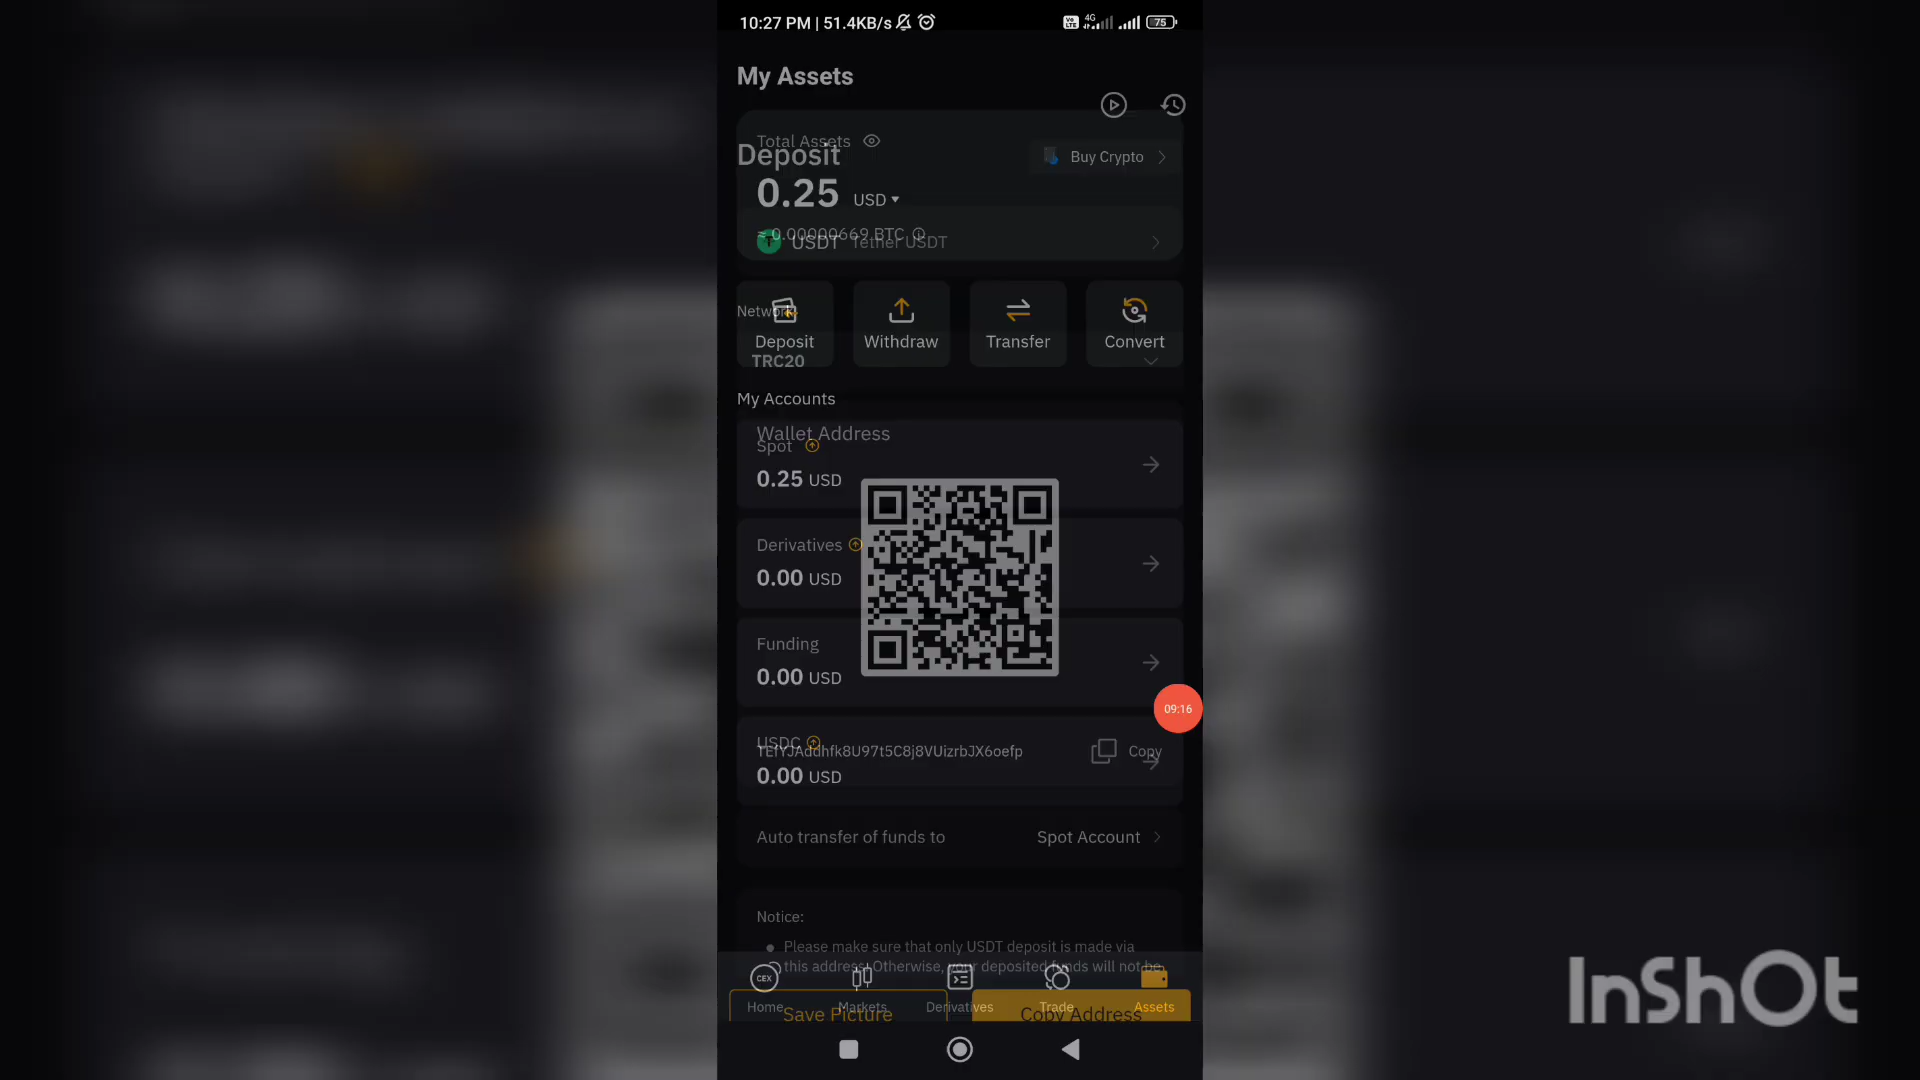 10:27 PM | 51.4KB/s
4G
75
My Assets
Total Assets
Deposit
Buy Crypto
0.25 USD
≈ 0.00000669 BTC
USDT Tether USDT
Network
Deposit Withdraw Transfer Convert
TRC20
My Accounts
Wallet Address
Spot
0.25 USD
Derivatives
0.00 USD
Funding
0.00 USD
09:16
USDC
Copy
0.00 USD
Auto transfer of funds to Spot Account
Notice:
Please make sure that only USDT deposit is made via
this address. Otherwise, your deposited funds will not be
CEX
Home Markets Derivatives Trade Assets
Save Picture Copy Address
InShOt